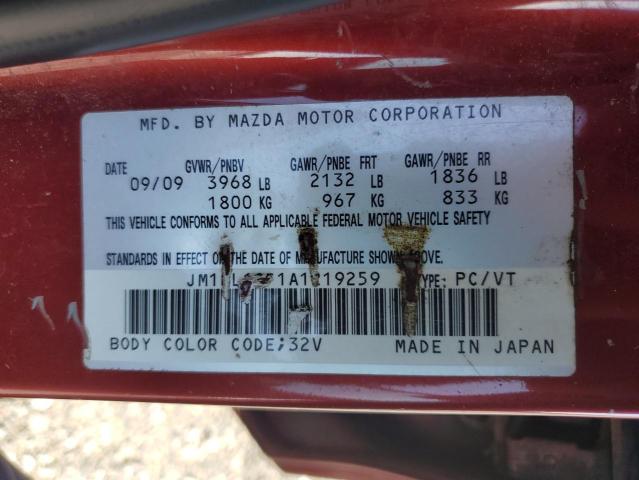 MFD. BY MAZDA MOTOR CORPORATION
DATE GVWR/PNBV GAWR/PNBE FRT GAWR/PNBE RR
09/09 3968 LB 2132 LB 1836 LB
1800 KG 967 KG 833 KG
THIS VEHICLE CONFORMS TO ALL APPLICABLE FEDERAL MOTOR VEHICLE SAFETY
STANDARDS IN EFFECT ON THE DATE OF MANUFACTURE SHOWN ABOVE.
TYPE: PC/VT
BODY COLOR CODE;32V MADE IN JAPAN